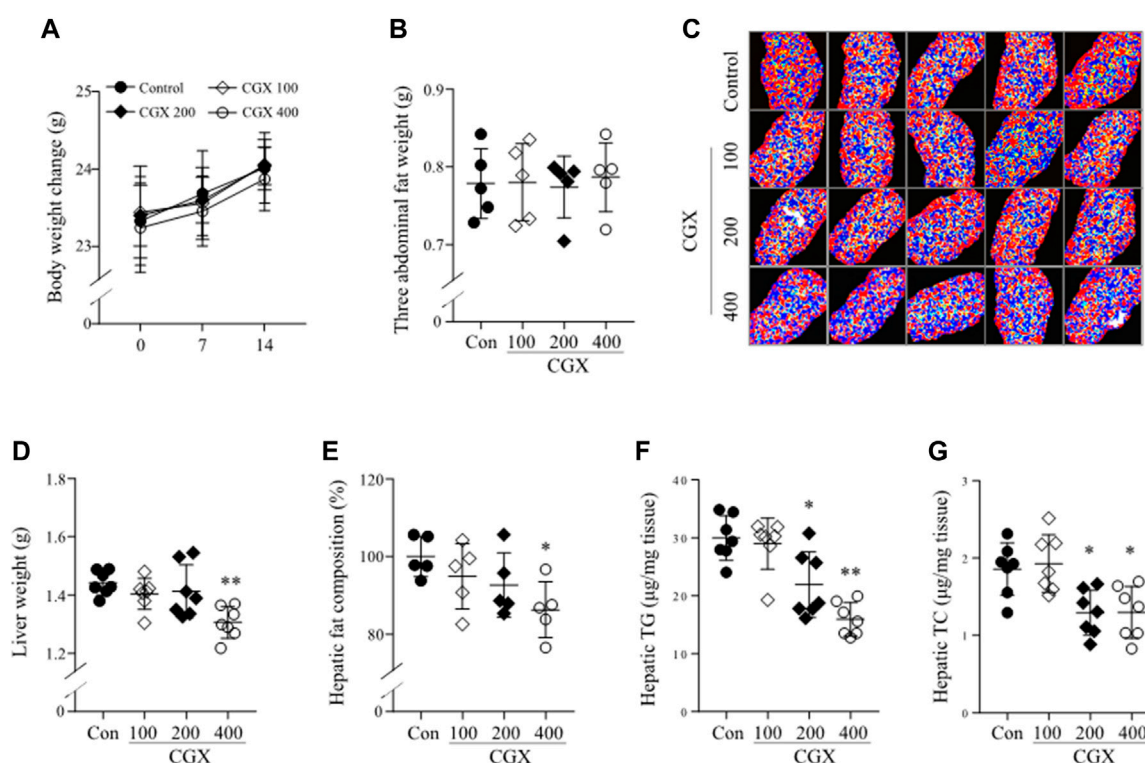 A
B
C
Control
CGX 100
CGX 200
CGX 400
Body weight change (g)
25
24
23
0
0 7 14
Three abdominal fat weight (g)
0.9
0.8
0.7
0
Con 100 200 400
CGX
Control
100
200
400
CGX
D
E
F
G
Liver weight (g)
1.8
1.6
1.4
1.2
0
**
Con 100 200 400
CGX
Hepatic fat composition (%)
120
100
80
0
*
Con 100 200 400
CGX
Hepatic TG (µg/mg tissue)
40
30
20
10
0
*
**
Con 100 200 400
CGX
Hepatic TC (µg/mg tissue)
3
2
1
0
*
*
Con 100 200 400
CGX